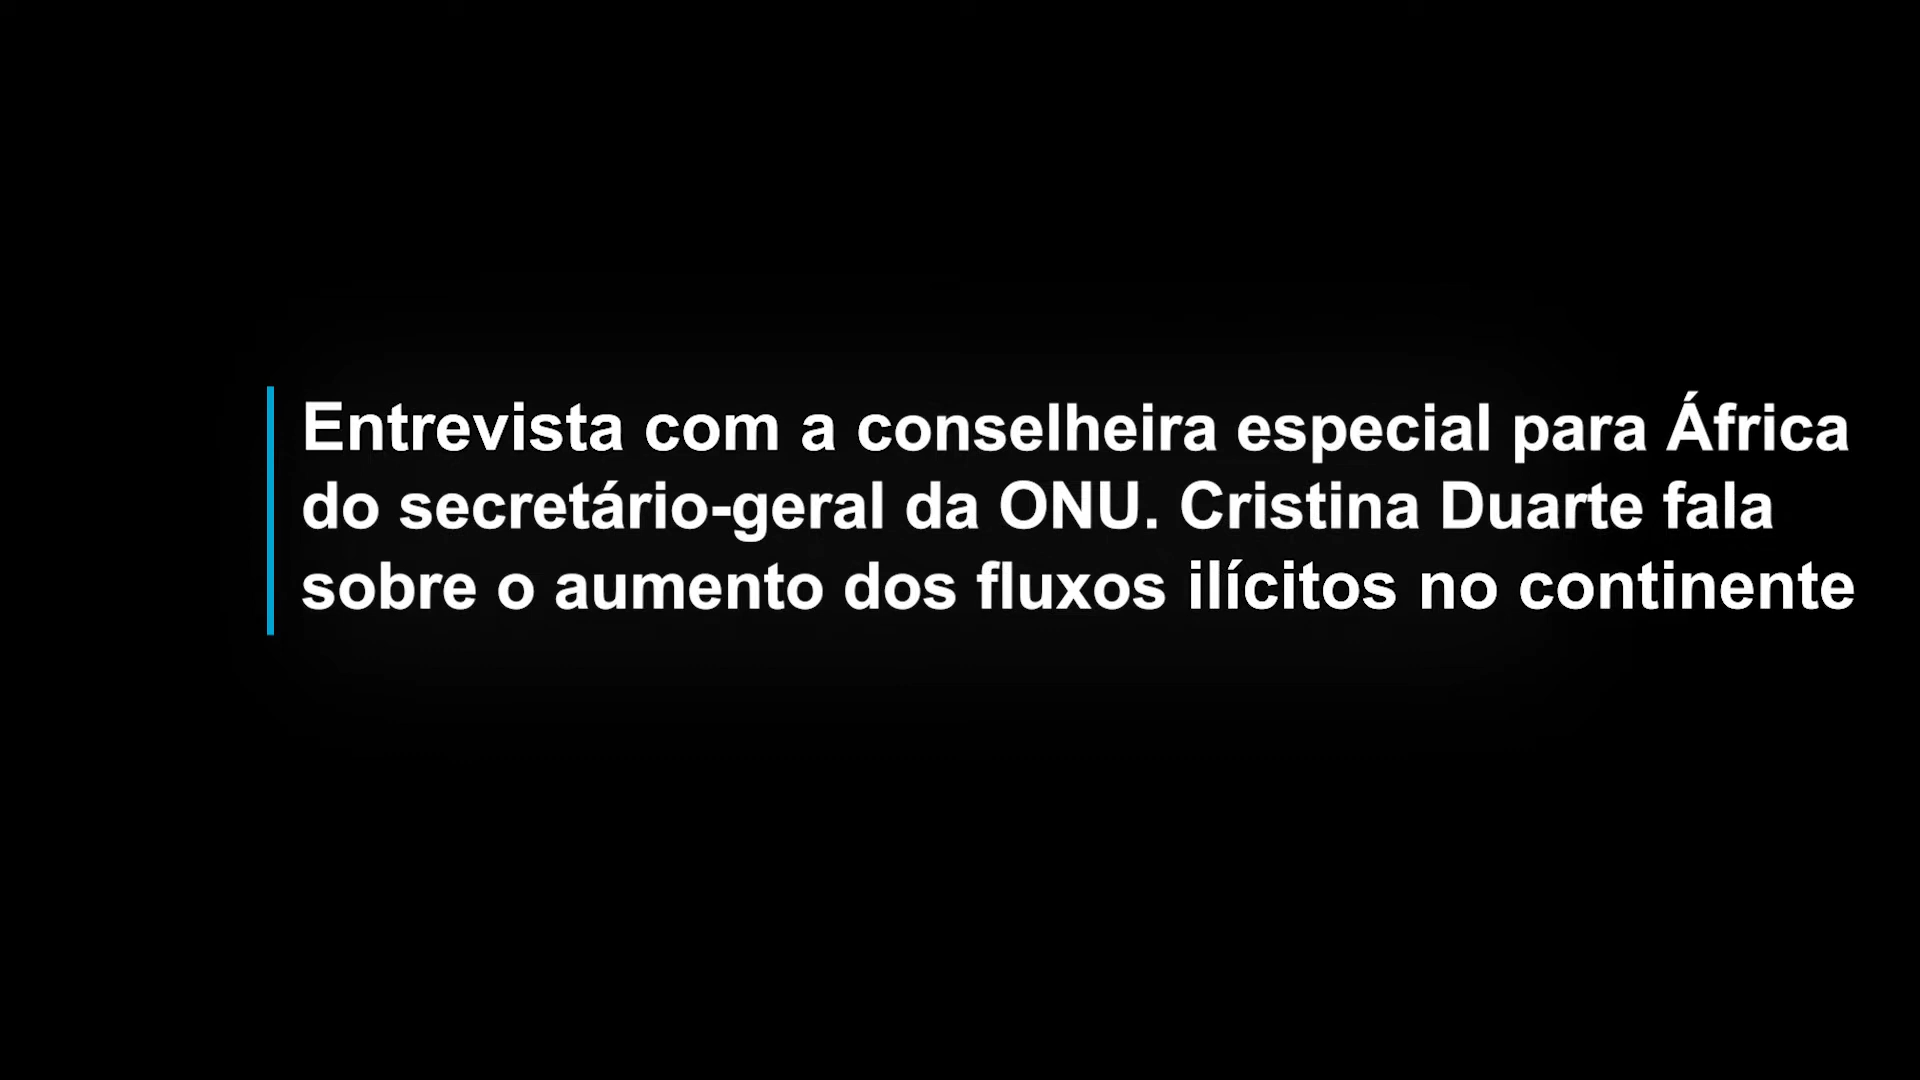 Entrevista com a conselheira especial para África
do secretário-geral da ONU. Cristina Duarte fala
sobre o aumento dos fluxos ilícitos no continente